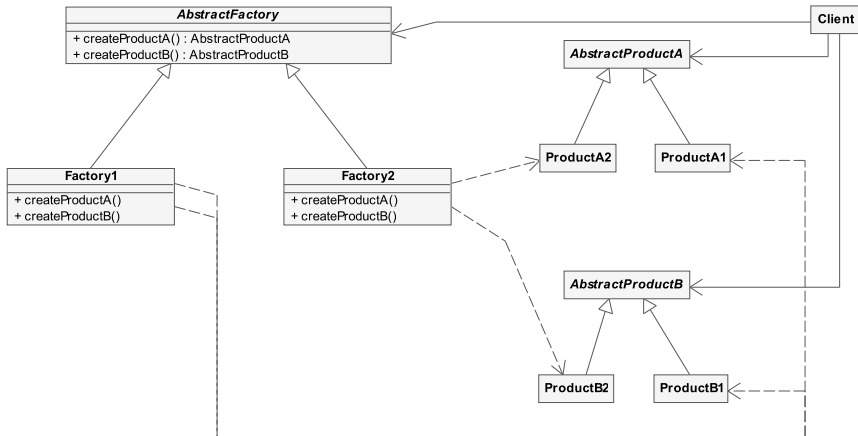 AbstractFactory
+ createProductA() : AbstractProductA
+ createProductB() : AbstractProductB
Client
AbstractProductA
ProductA2
ProductA1
Factory1
+ createProductA()
+ createProductB()
Factory2
+ createProductA()
+ createProductB()
AbstractProductB
ProductB2
ProductB1